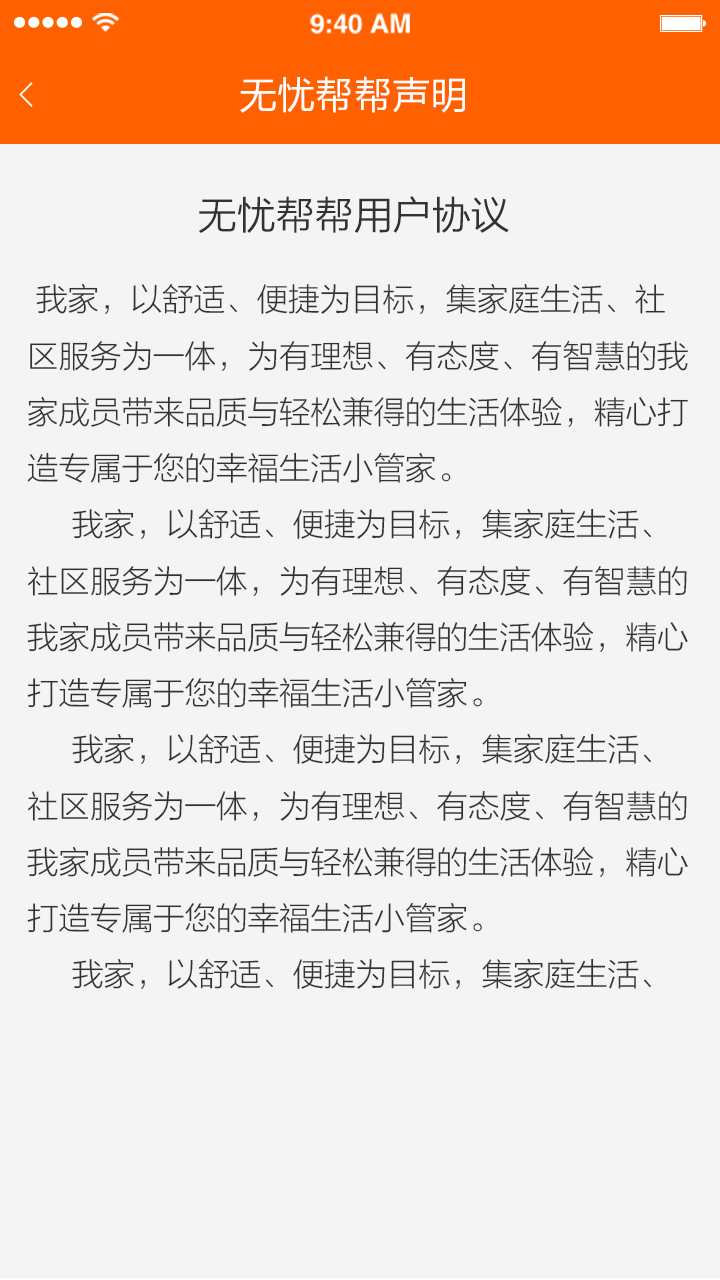 9:40 AM
无忧帮帮声明
无忧帮帮用户协议
我家，以舒适、便捷为目标，集家庭生活、社
区服务为一体，为有理想、有态度、有智慧的我
家成员带来品质与轻松兼得的生活体验，精心打
造专属于您的幸福生活小管家。
我家，以舒适、便捷为目标，集家庭生活、
社区服务为一体，为有理想、有态度、有智慧的
我家成员带来品质与轻松兼得的生活体验，精心
打造专属于您的幸福生活小管家。
我家，以舒适、便捷为目标，集家庭生活、
社区服务为一体，为有理想、有态度、有智慧的
我家成员带来品质与轻松兼得的生活体验，精心
打造专属于您的幸福生活小管家。
我家，以舒适、便捷为目标，集家庭生活、